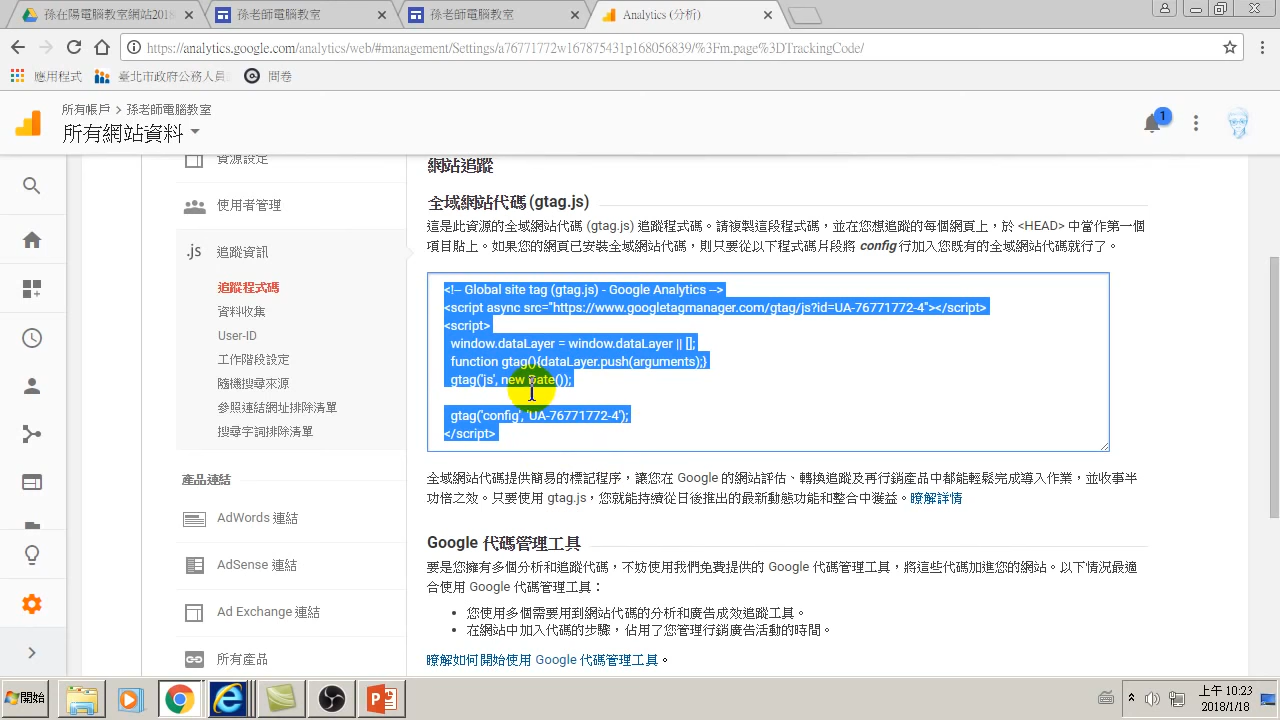 孫在陽電腦教室網站2018
孫老師電腦教室
孫老師電腦教室
Analytics (分析)
https://analytics.google.com/analytics/web/#management/Settings/a76771772w167875431p168056839/%3Fm.page%3DTrackingCode/
應用程式
臺北市政府公務人員
問卷
所有帳戶 > 孫老師電腦教室
所有網站資料
1
資源設定
使用者管理
.js 追蹤資訊
追蹤程式碼
資料收集
User-ID
工作階段設定
隨機搜尋來源
參照連結網址排除清單
搜尋字詞排除清單
產品連結
AdWords 連結
AdSense 連結
Ad Exchange 連結
所有產品
網站追蹤
全域網站代碼 (gtag.js)
這是此資源的全域網站代碼 (gtag.js) 追蹤程式碼。請複製這段程式碼，並在您想追蹤的每個網頁上，於 <HEAD> 中當作第一個
項目貼上。如果您的網頁已安裝全域網站代碼，則只要從以下程式碼片段將 config 行加入您既有的全域網站代碼就行了。
<!-- Global site tag (gtag.js) - Google Analytics -->
<script async src="https://www.googletagmanager.com/gtag/js?id=UA-76771772-4"></script>
<script>
window.dataLayer = window.dataLayer || [];
function gtag(){dataLayer.push(arguments);}
gtag('js', new Date());
gtag('config', 'UA-76771772-4');
</script>
全域網站代碼提供簡易的標記程序，讓您在 Google 的網站評估、轉換追蹤及再行銷產品中都能輕鬆完成導入作業，並收事半
功倍之效。只要使用 gtag.js，您就能持續從日後推出的最新動態功能和整合中獲益。瞭解詳情
Google 代碼管理工具
要是您擁有多個分析和追蹤代碼，不妨使用我們免費提供的 Google 代碼管理工具，將這些代碼加進您的網站。以下情況最適
合使用 Google 代碼管理工具：
• 您使用多個需要用到網站代碼的分析和廣告成效追蹤工具。
• 在網站中加入代碼的步驟，佔用了您管理行銷廣告活動的時間。
瞭解如何開始使用 Google 代碼管理工具。
開始
上午 10:23
2018/1/18